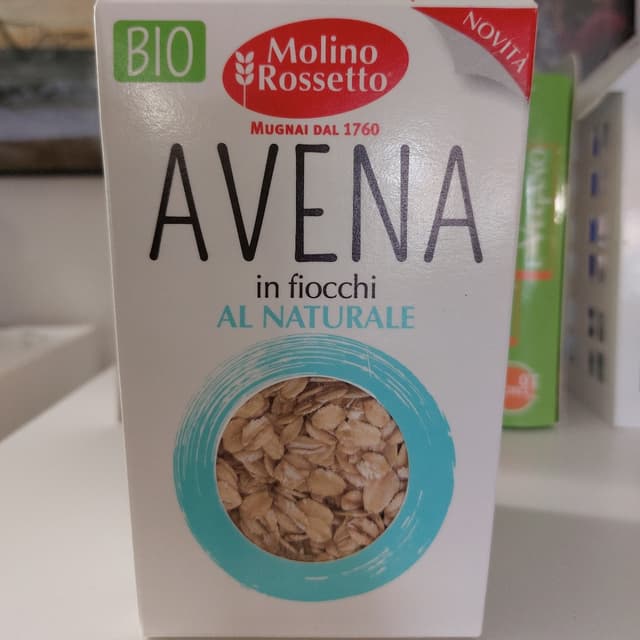 BIO
Molino
Rossetto
NOVITÀ
MUGNAI DAL 1760
AVENA
in fiocchi
AL NATURALE